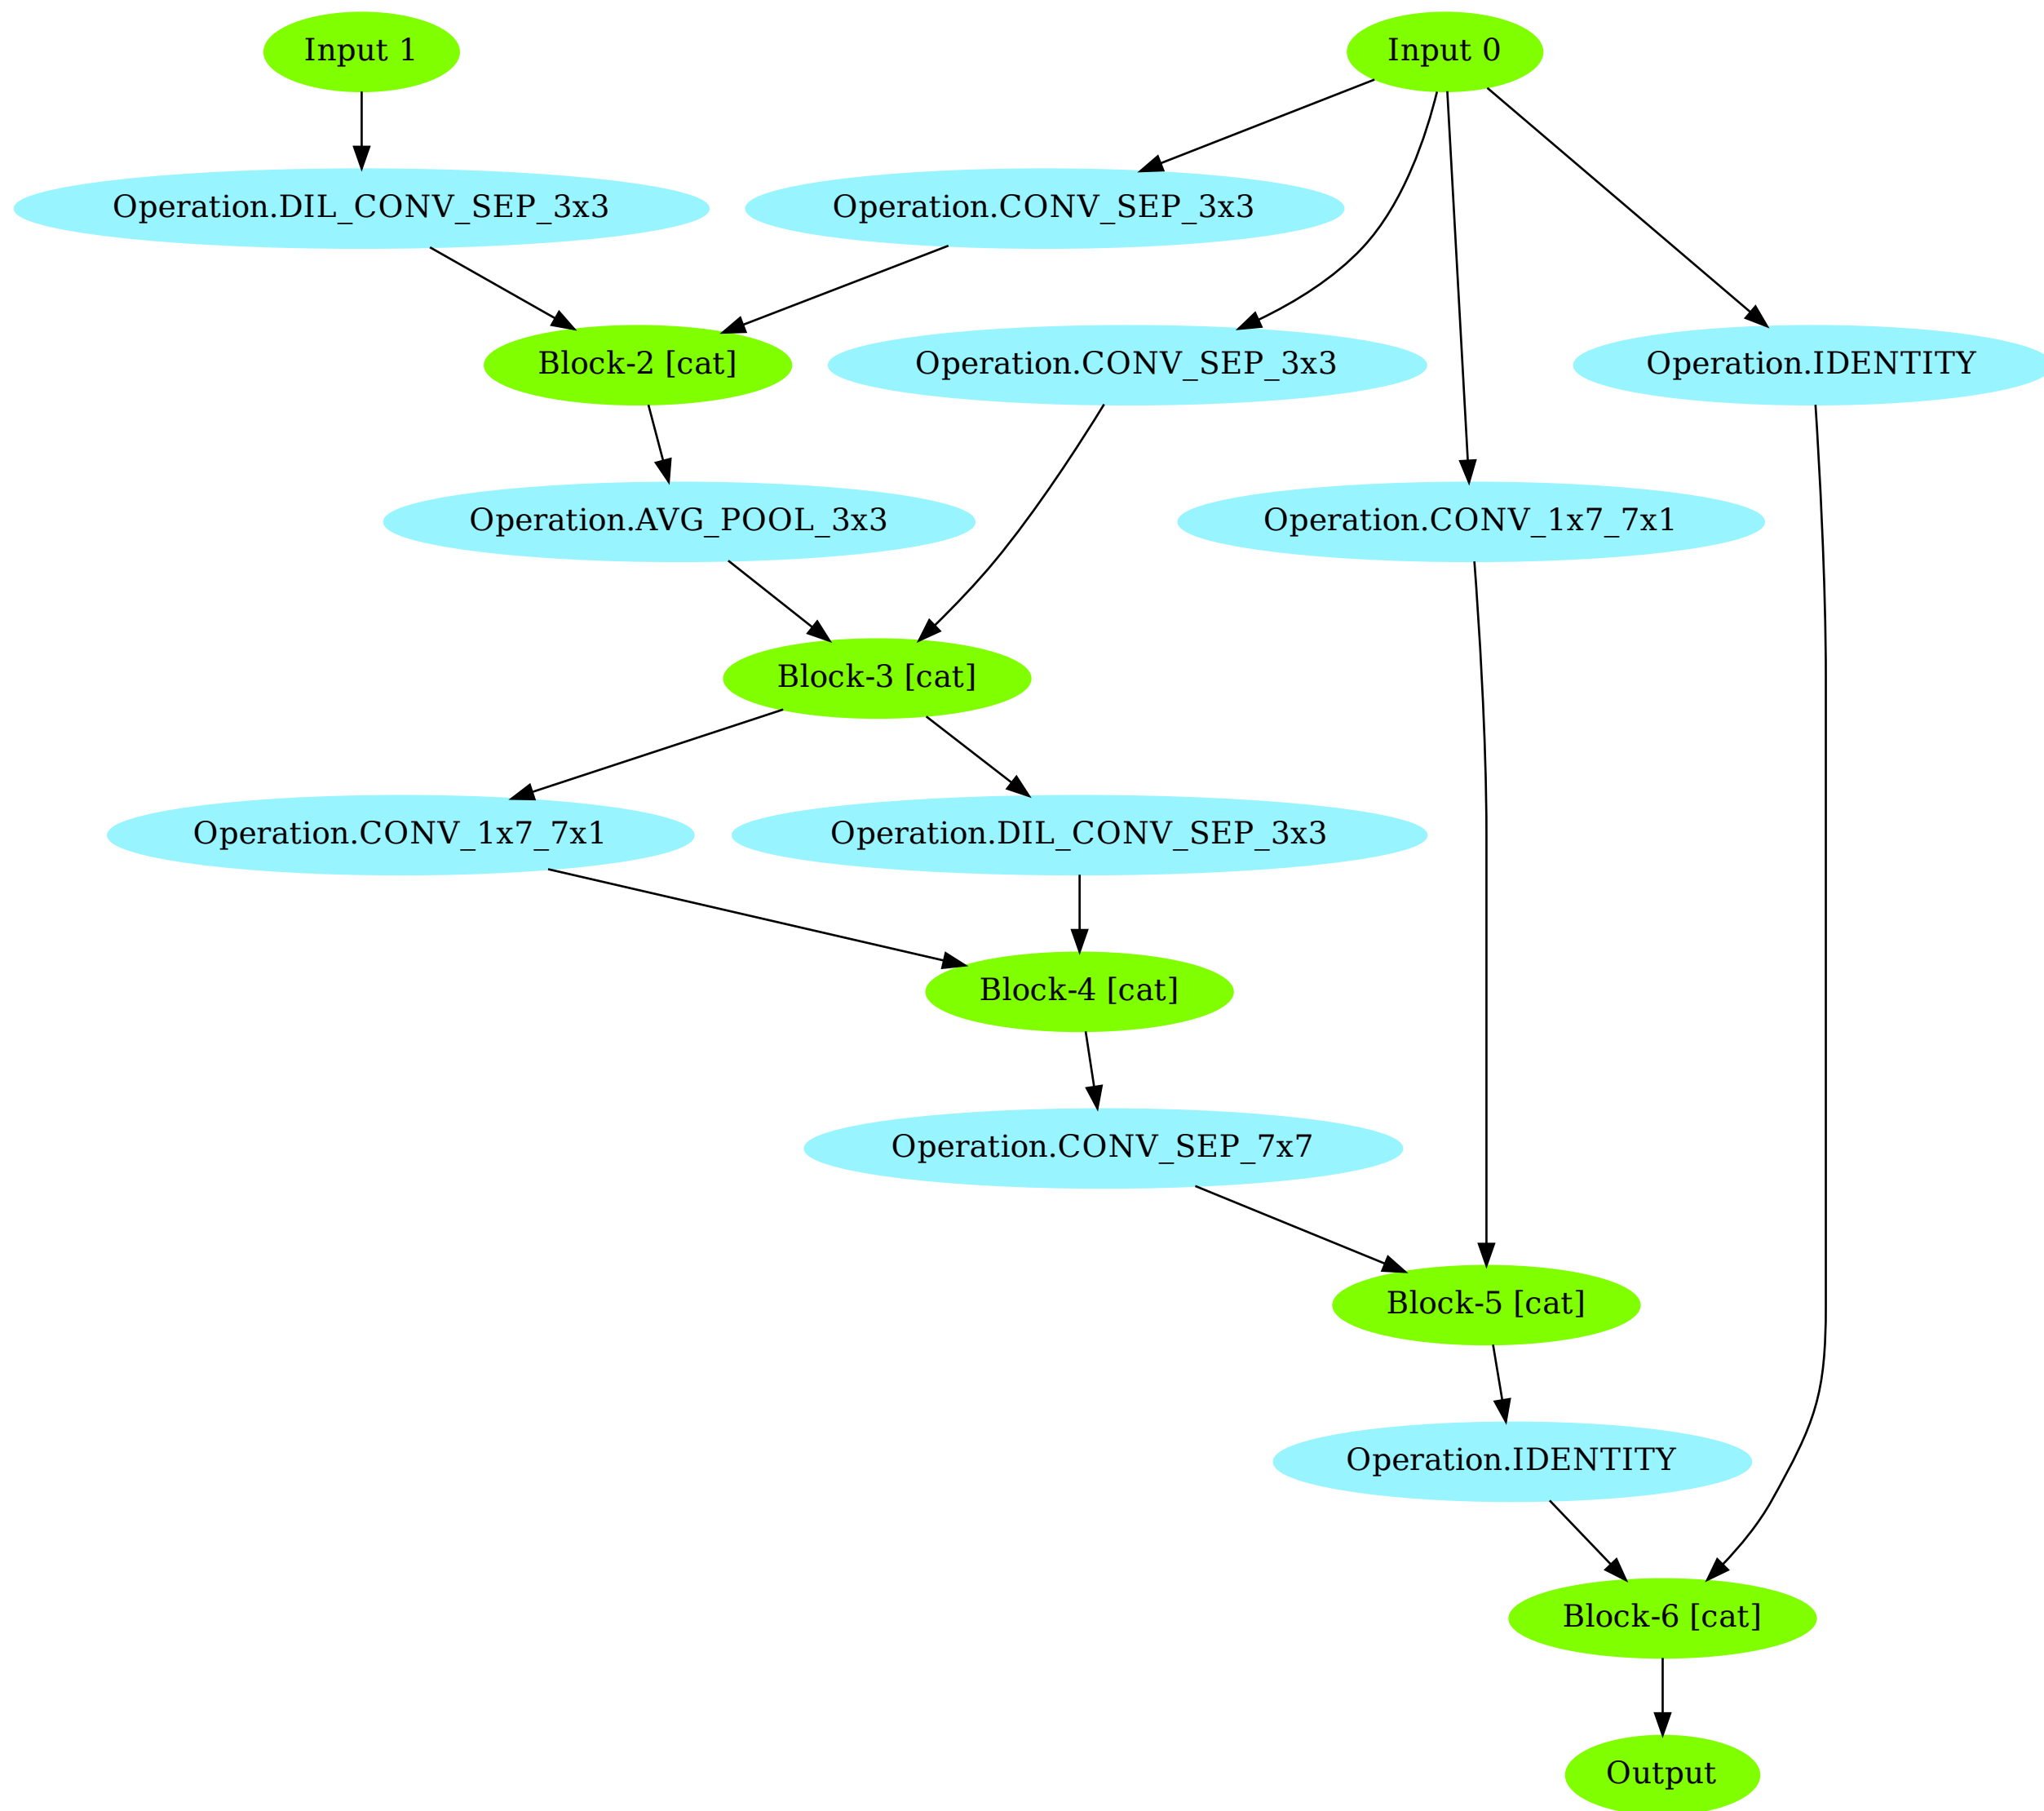 Input 1
Input 0
Operation.DIL_CONV_SEP_3x3
Operation.CONV_SEP_3x3
Block-2 [cat]
Operation.CONV_SEP_3x3
Operation.IDENTITY
Operation.AVG_POOL_3x3
Operation.CONV_1x7_7x1
Block-3 [cat]
Operation.CONV_1x7_7x1
Operation.DIL_CONV_SEP_3x3
Block-4 [cat]
Operation.CONV_SEP_7x7
Block-5 [cat]
Operation.IDENTITY
Block-6 [cat]
Output